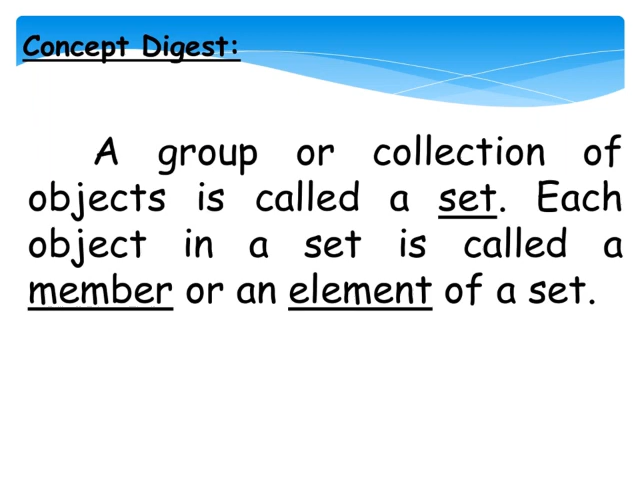 Concept Digest:
A group or collection of
objects is called a set. Each
object in a set is called a
member or an element of a set.